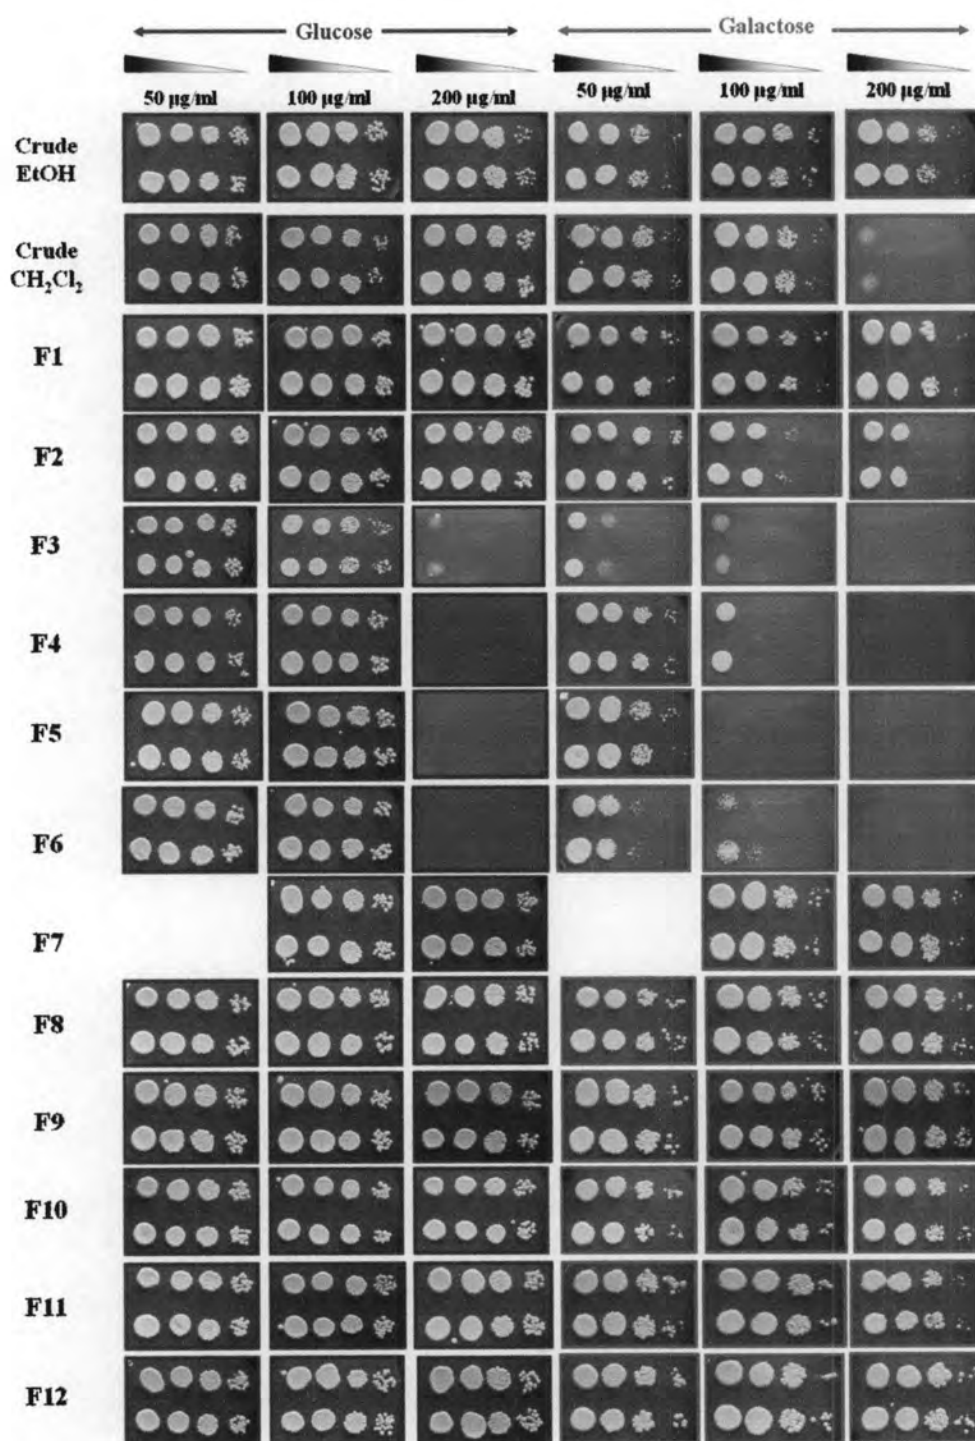 Glucose Galactose
50 µg/ml 100 µg/ml 200 µg/ml 50 µg/ml 100 µg/ml 200 µg/ml
Crude
EtOH
Crude
CH₂Cl₂
F1
F2
F3
F4
F5
F6
F7
F8
F9
F10
F11
F12